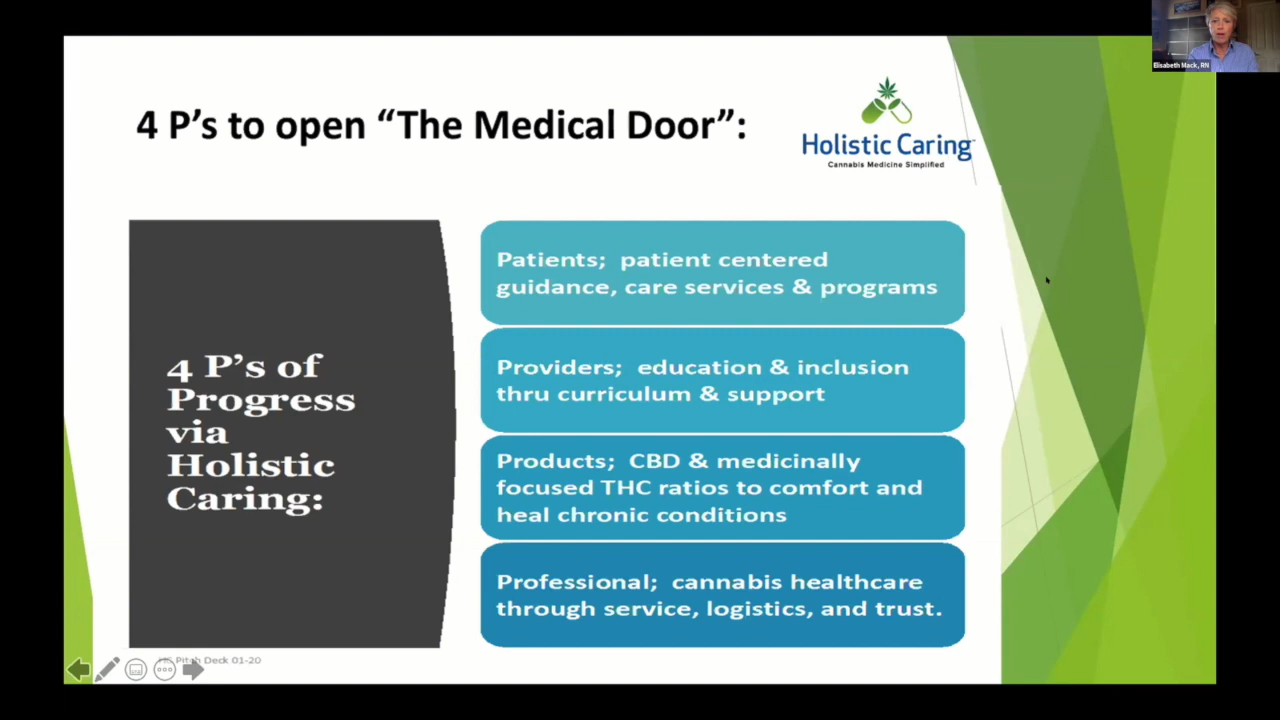 Elisabeth Mack, RN
4 P's to open “The Medical Door”:
Holistic Caring
Cannabis Medicine Simplified
4 P's of
Progress
via
Holistic
Caring:
Patients; patient centered
guidance, care services & programs
Providers; education & inclusion
thru curriculum & support
Products; CBD & medicinally
focused THC ratios to comfort and
heal chronic conditions
Professional; cannabis healthcare
through service, logistics, and trust.
Pitch Deck 01-20